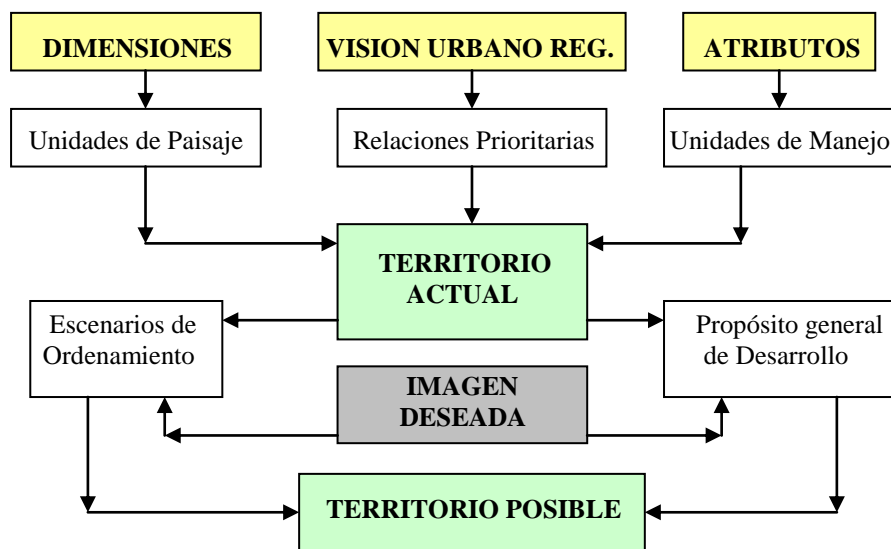 DIMENSIONES
VISION URBANO REG.
ATRIBUTOS
Unidades de Paisaje
Relaciones Prioritarias
Unidades de Manejo
TERRITORIO
ACTUAL
Escenarios de
Ordenamiento
Propósito general
de Desarrollo
IMAGEN
DESEADA
TERRITORIO POSIBLE